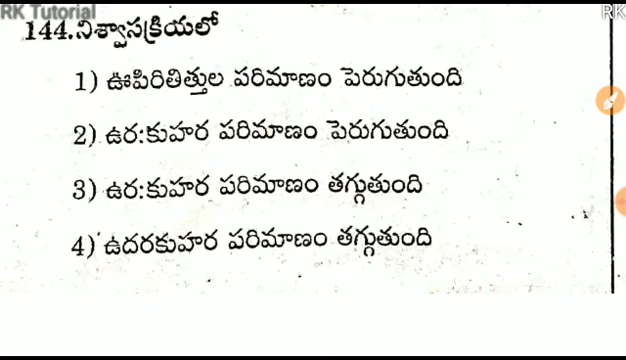 RK Tutorial
RK
144.నిశ్వాసక్రియలో
1) ఊపిరితిత్తుల పరిమాణం పెరుగుతుంది
2) ఉర:కుహర పరిమాణం పెరుగుతుంది
3) ఉర:కుహర పరిమాణం తగ్గుతుంది
4) ఉదరకుహర పరిమాణం తగ్గుతుంది